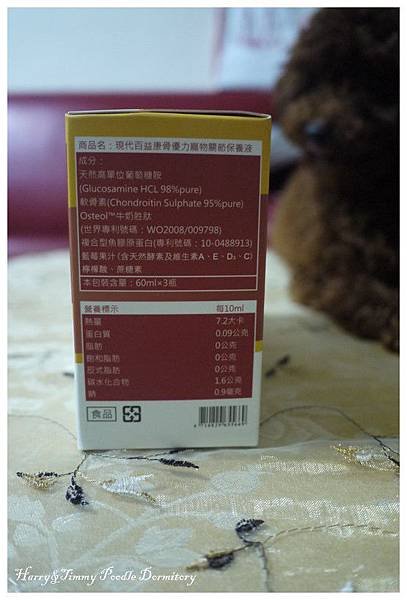 商品名：現代百益康骨優力寵物關節保養液
成分：
天然高單位葡萄糖胺
(Glucosamine HCL 98%pure)
軟骨素(Chondroitin Sulphate 95%pure)
Osteol™牛奶胜肽
(世界專利號碼：WO2008/009798)
複合型魚膠原蛋白(專利號碼：10-0488913)
藍莓果汁(含天然酵素及維生素A、E、D₃、C)
檸檬酸、蔗糖素
本包裝含量：60ml×3瓶
營養標示 每10ml
熱量 7.2大卡
蛋白質 0.09公克
脂肪 0公克
飽和脂肪 0公克
反式脂肪 0公克
碳水化合物 1.6公克
鈉 0.9毫克
食品
Harry&Jimmy Poodle Dormitory